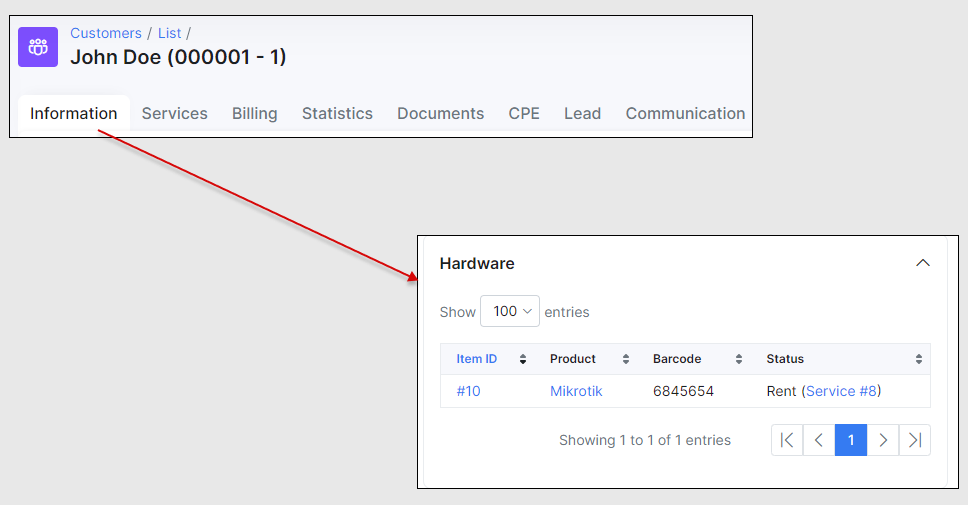 Customers / List /
John Doe (000001 - 1)
Information Services Billing Statistics Documents CPE Lead Communication
Hardware
Show 100 entries
Item ID Product Barcode Status
#10 Mikrotik 6845654 Rent (Service #8)
Showing 1 to 1 of 1 entries 1